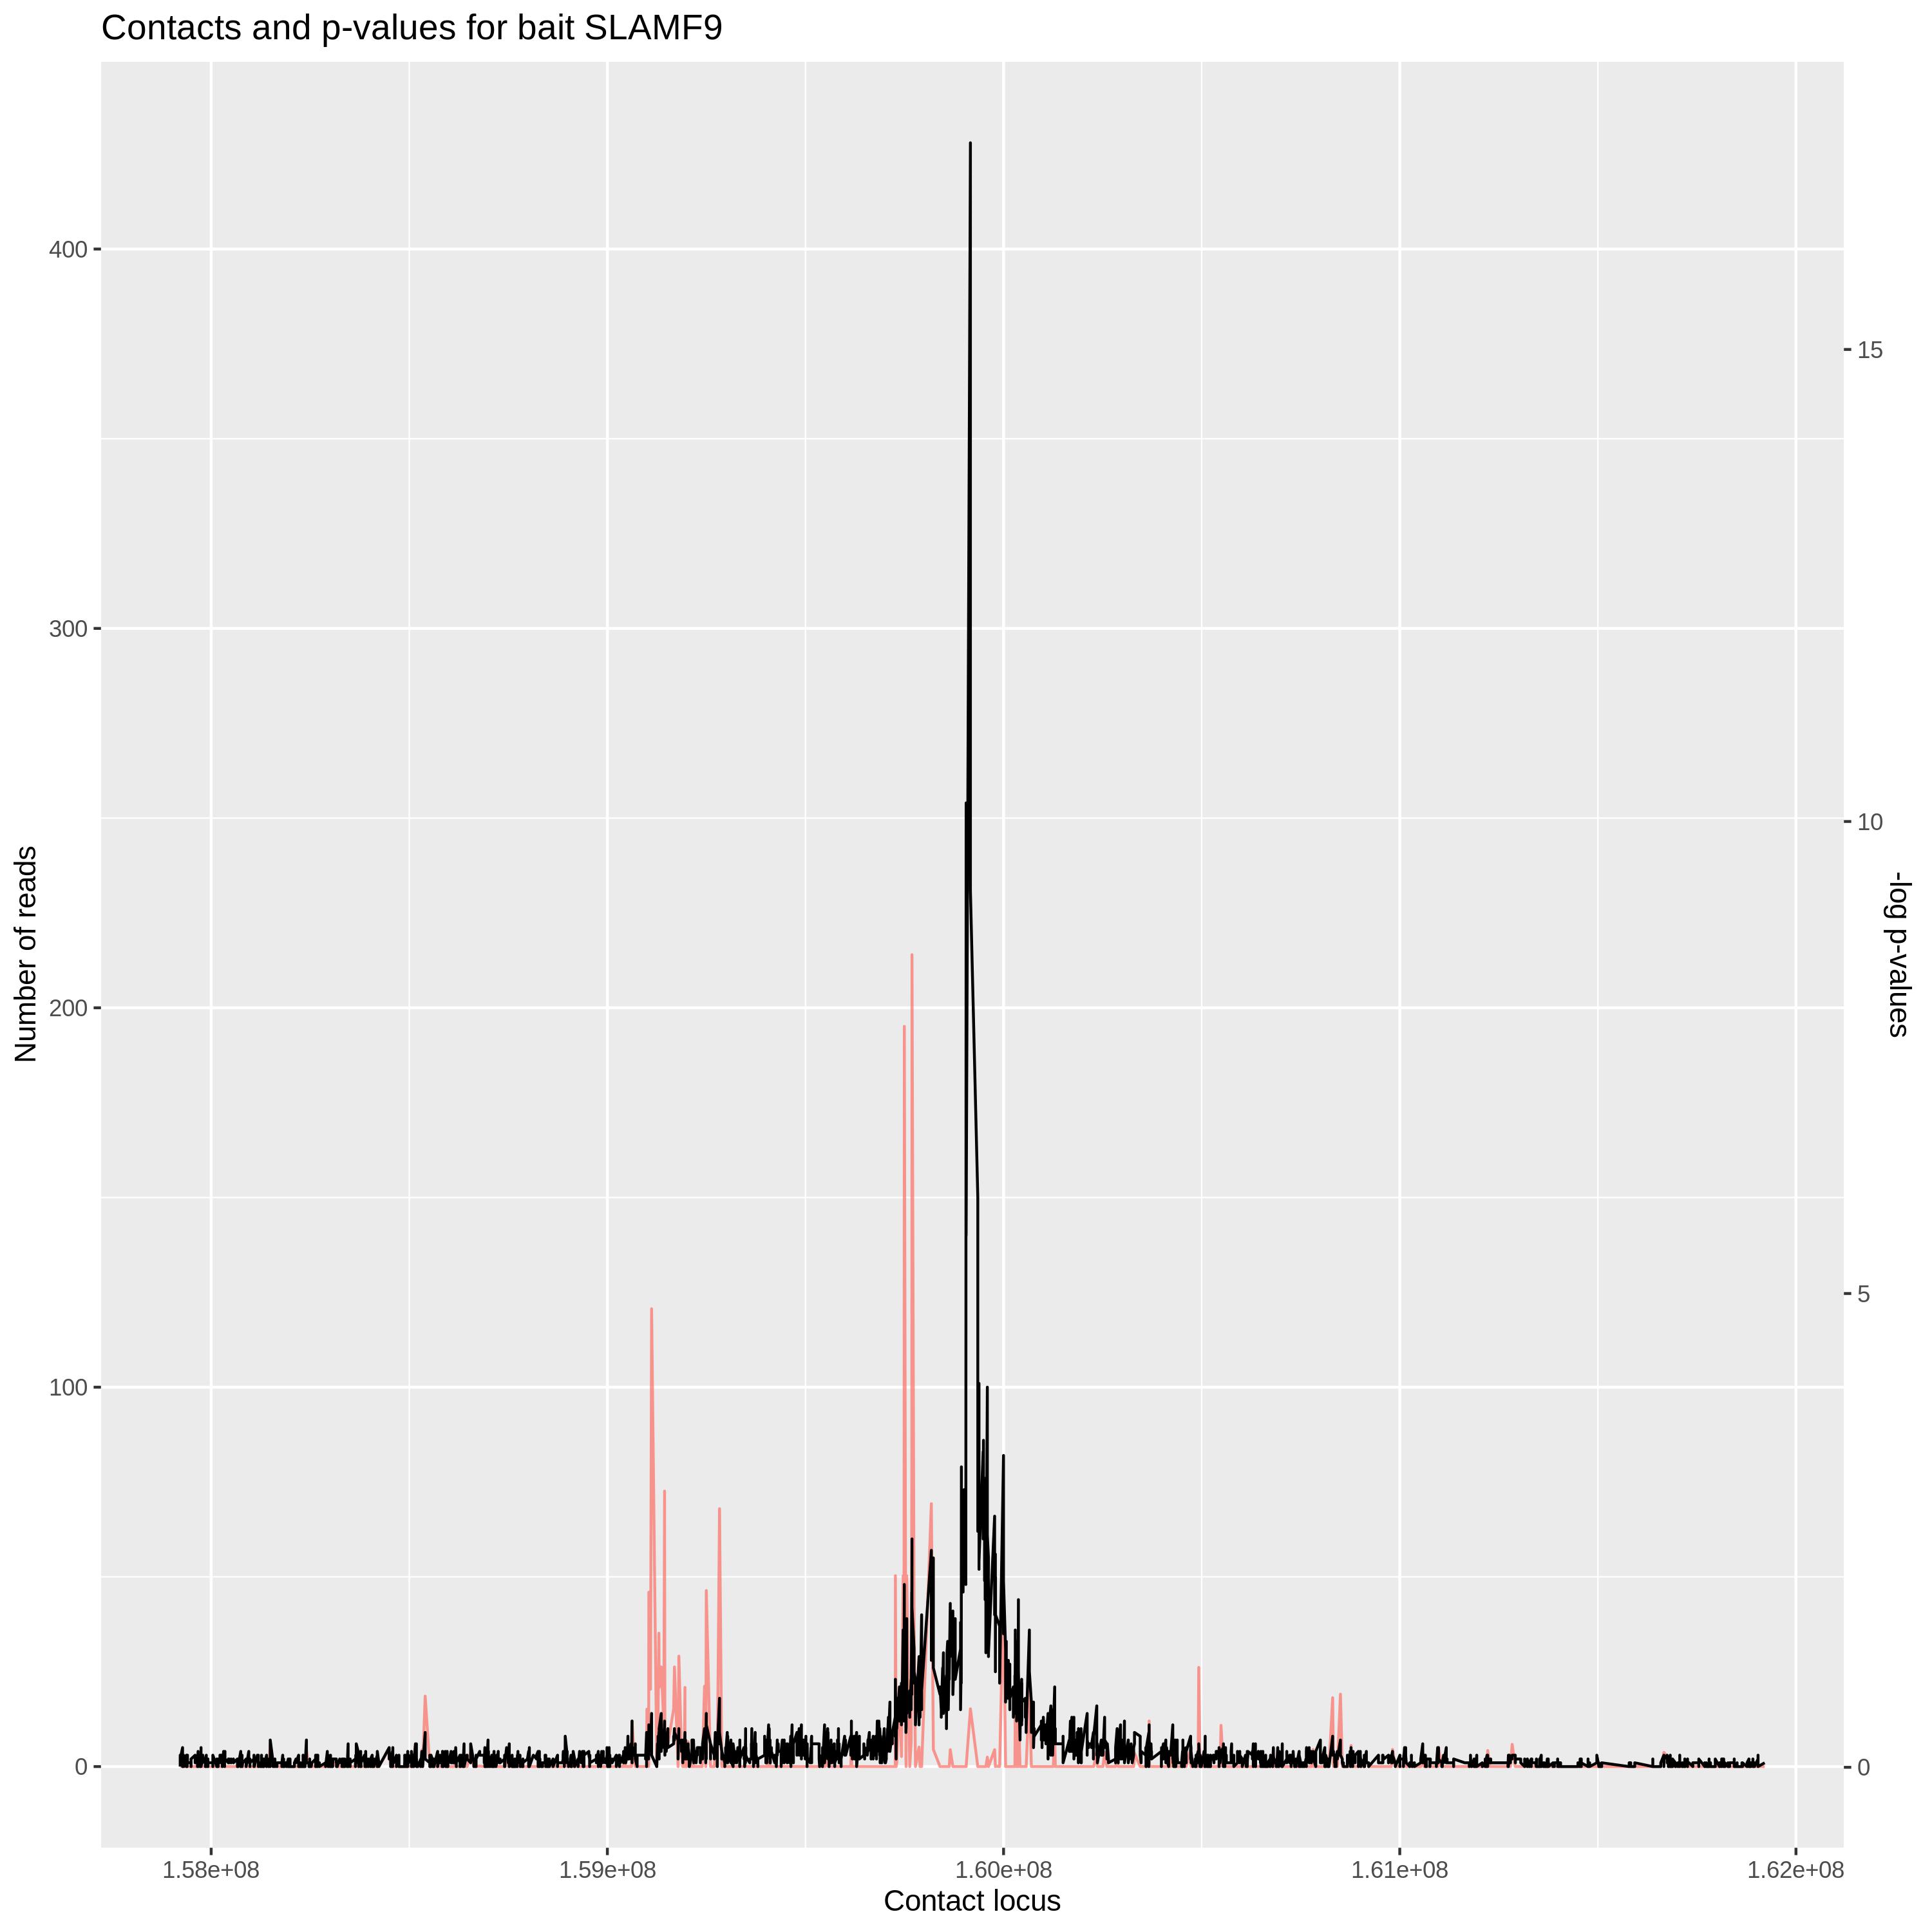 Contacts and p-values for bait SLAMF9
400
300
200
100
0
Number of reads
15
10
5
0
-log p-values
1.58e+08
1.59e+08
1.60e+08
1.61e+08
1.62e+08
Contact locus